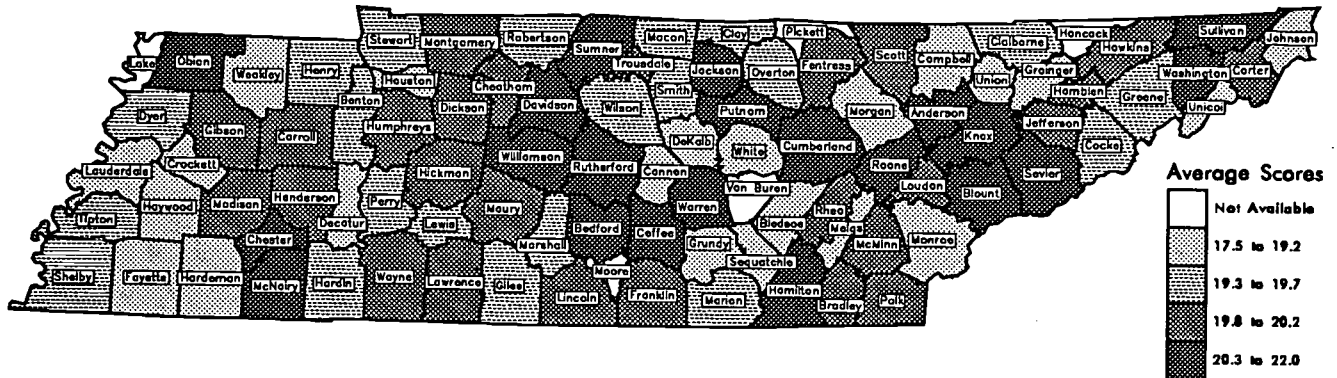 Stewart Montgomery Robertson Sumner Macon Clay Pickett Scott Campbell Claiborne Hancock Hawkins Sullivan Johnson
Lake Obion Weakley Henry Houston Cheatham Trousdale Jackson Overton Fentress Union Grainger Hamblen Washington Carter
Dyer Gibson Carroll Benton Humphreys Dickson Davidson Wilson Smith Putnam Morgan Anderson Knox Jefferson Greene Unicoi
Lauderdale Crockett Williamson Rutherford Cannon DeKalb White Cumberland Roane Loudon Blount Sevier Cocke
Tipton Haywood Madison Henderson Decatur Perry Hickman Lewis Maury Marshall Bedford Coffee Warren Van Buren Bledsoe Rhea Meigs McMinn Monroe
Shelby Fayette Hardeman Chester McNairy Hardin Wayne Lawrence Giles Lincoln Moore Franklin Grundy Marion Sequatchie Hamilton Bradley Polk
Average Scores
Not Available
17.5 to 19.2
19.3 to 19.7
19.8 to 20.2
20.3 to 22.0